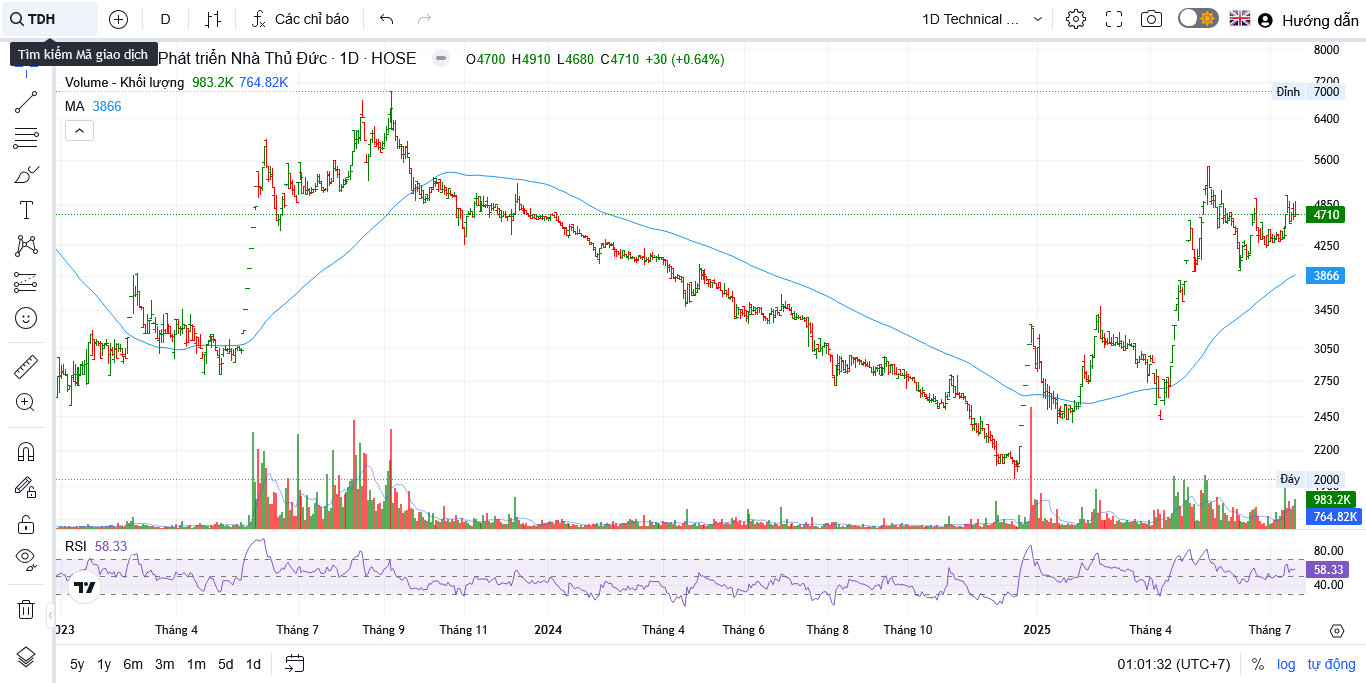 TDH D Các chỉ báo 1D Technical ... Hướng dẫn
Tìm kiếm Mã giao dịch
Phát triển Nhà Thủ Đức · 1D · HOSE O4700 H4910 L4680 C4710 +30 (+0.64%)
Volume - Khối lượng 983.2K 764.82K
MA 3866
8000
7200
Đỉnh 7000
6400
5600
4850
4710
4250
3866
3450
3050
2750
2450
2200
Đáy 2000
983.2K
764.82K
RSI 58.33
80.00
58.33
40.00
023 Tháng 4 Tháng 7 Tháng 9 Tháng 11 2024 Tháng 4 Tháng 6 Tháng 8 Tháng 10 2025 Tháng 4 Tháng 7
5y 1y 6m 3m 1m 5d 1d 01:01:32 (UTC+7) % log tự động